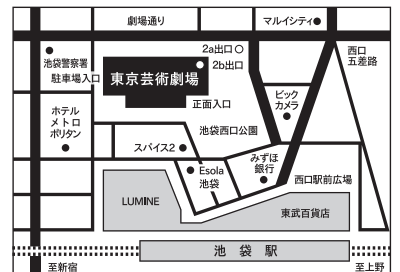 劇場通り
マルイシティ
2a出口
西口
五差路
池袋警察署
2b出口
駐車場入口
東京芸術劇場
ビック
カメラ
正面入口
ホテル
メトロ
ポリタン
池袋西口公園
スパイス2
みずほ
銀行
Esola
池袋
西口駅前広場
LUMINE
東武百貨店
池袋駅
至新宿
至上野